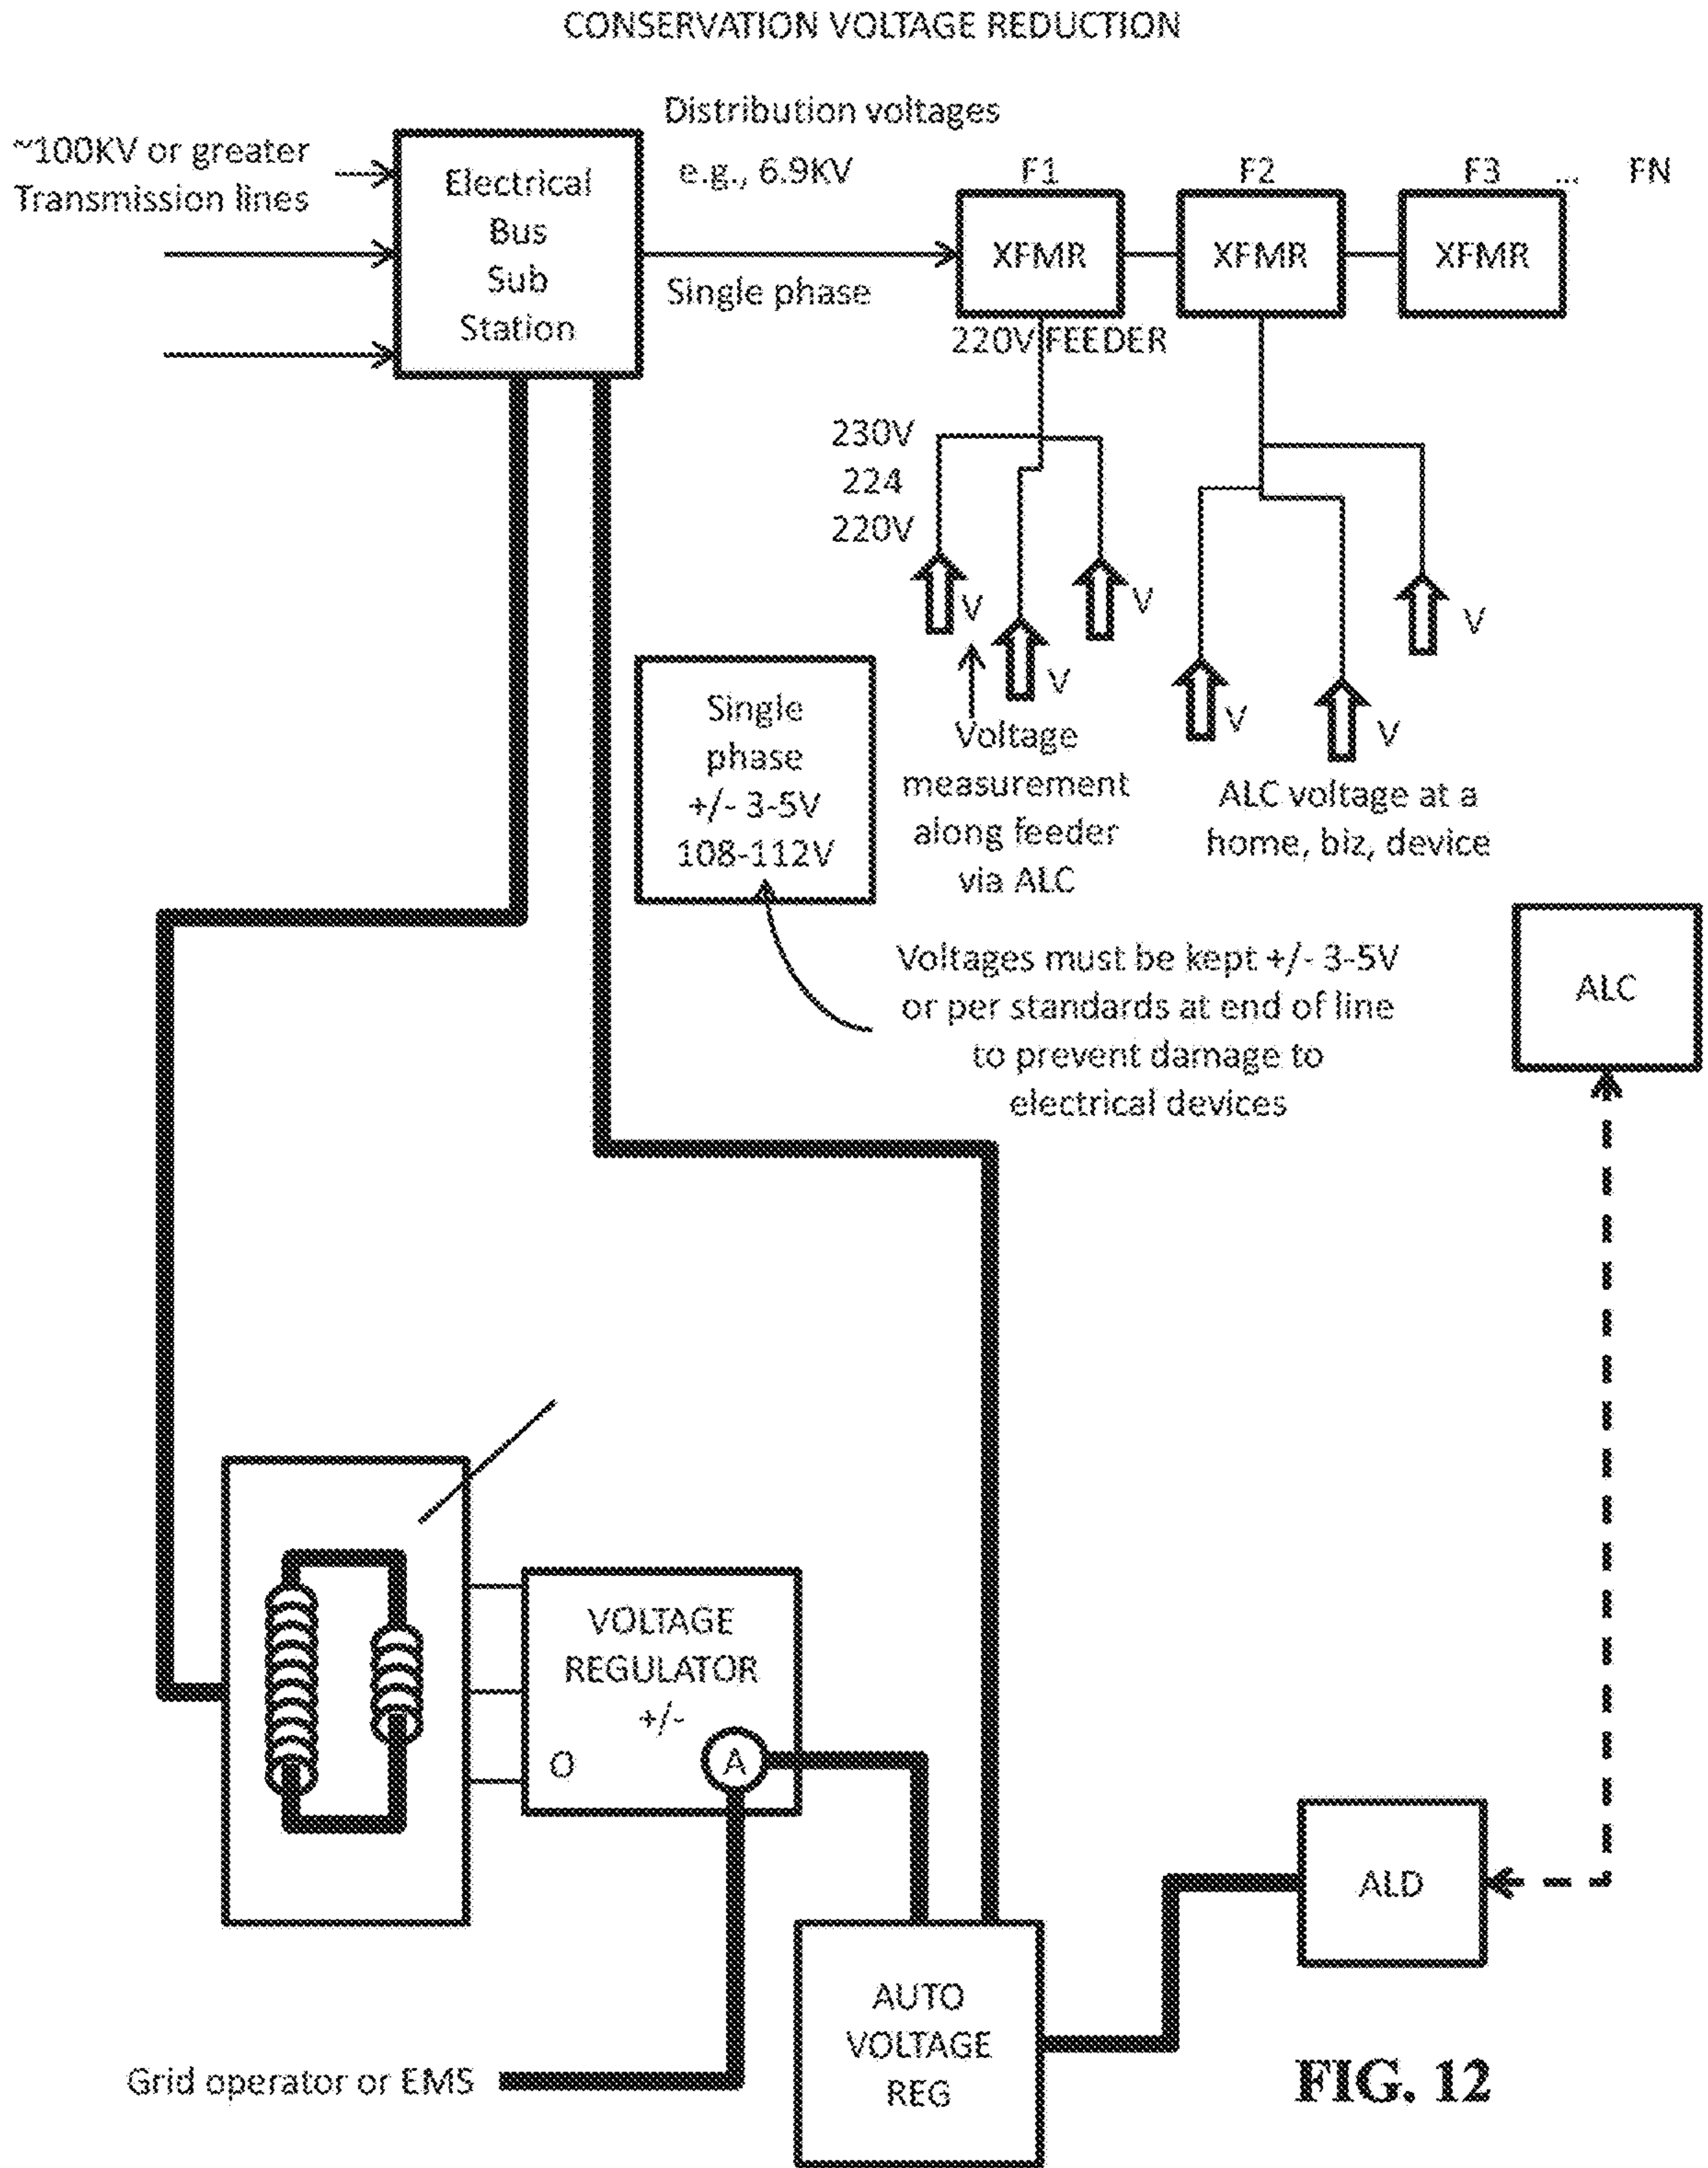 CONSERVATION VOLTAGE REDUCTION
Distribution voltages
~100KV or greater
Transmission lines
e.g., 6.9KV
F1
F2
F3
...
FN
Electrical
Bus
Sub
Station
XFMR
XFMR
XFMR
Single phase
220V FEEDER
230V
224
220V
V
V
V
V
V
V
Single
phase
+/- 3-5V
108-112V
Voltage
measurement
along feeder
via ALC
ALC voltage at a
home, biz, device
Voltages must be kept +/- 3-5V
or per standards at end of line
to prevent damage to
electrical devices
ALC
VOLTAGE
REGULATOR
+/-
O
A
ALD
AUTO
VOLTAGE
REG
Grid operator or EMS
FIG. 12